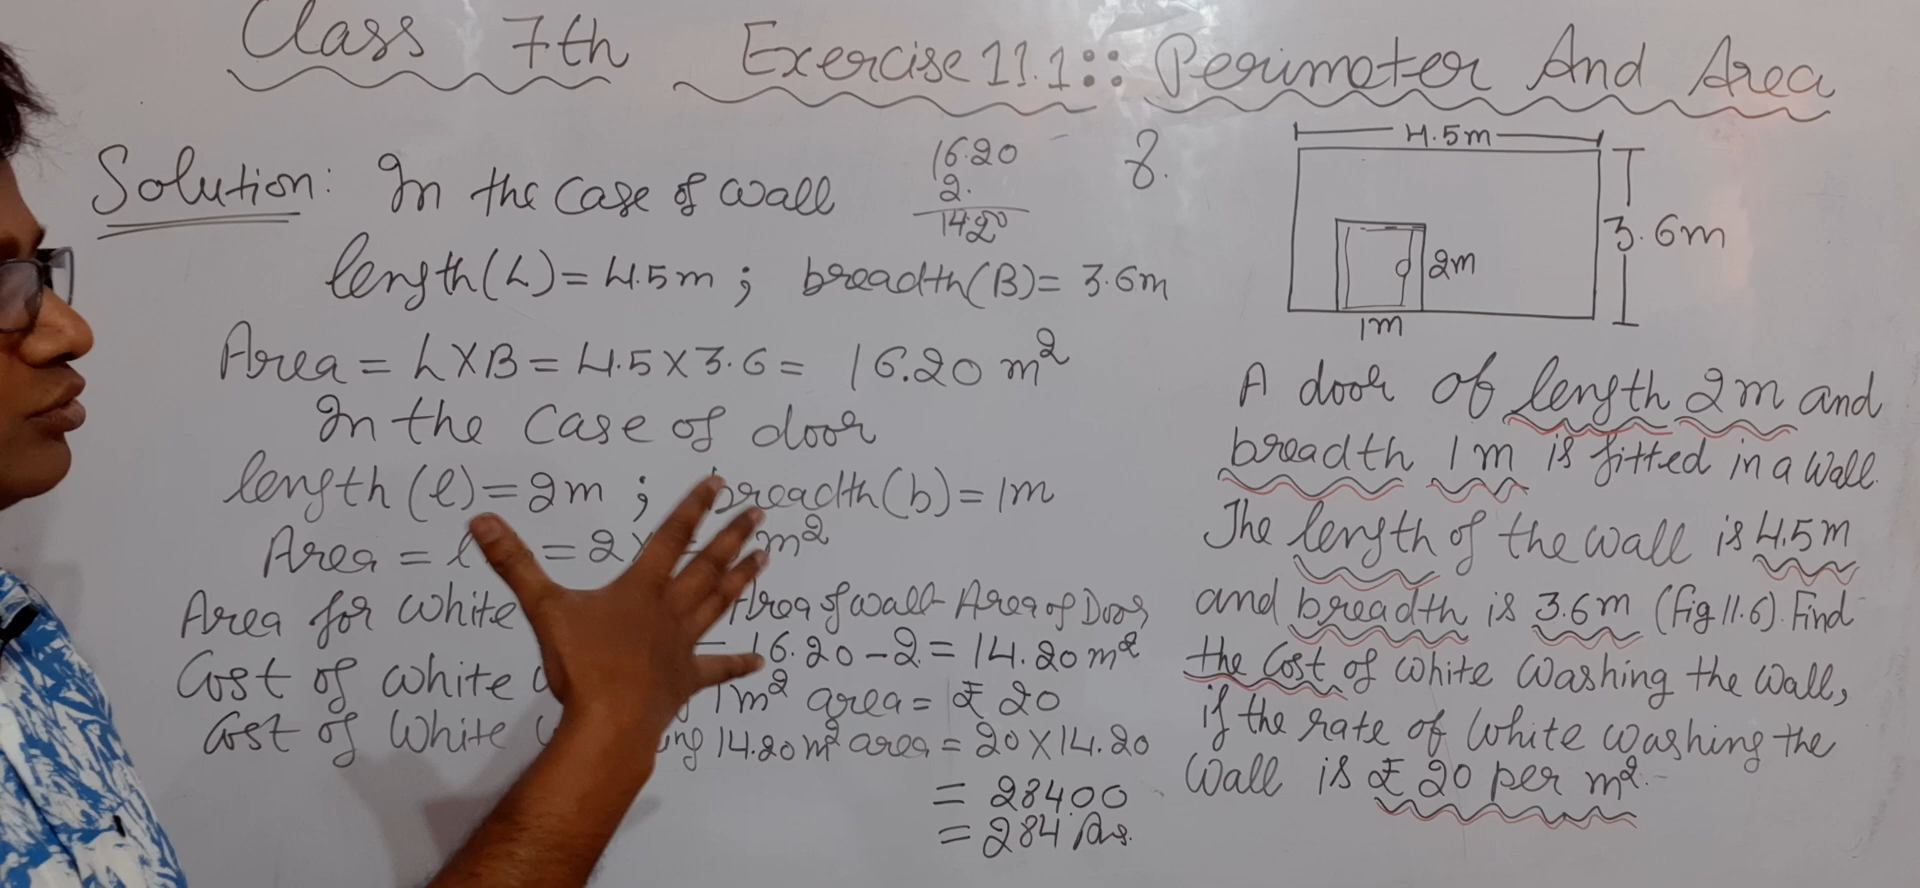 Class 7th Exercise 11.1 :: Perimeter And Area
Solution: In the case of wall
16.20
2.
14.20
length(L) = 4.5m ; breadth(B) = 3.6m
Area = L×B = 4.5×3.6 = 16.20 m²
In the case of door
length (l) = 2m ; breadth(b) = 1m
Area = l = 2× m²
Area for white Area of wall - Area of Door
= 16.20 - 2 = 14.20 m²
Cost of white 1m² area = ₹ 20
Cost of White ing 14.20 m² area = 20 × 14.20
= 28400
= 284 Rs.
8.
4.5m
3.6m
2m
1m
A door of length 2m and
breadth 1m is fitted in a wall.
The length of the wall is 4.5m
and breadth is 3.6m (fig 11.6). Find
the cost of white washing the wall,
if the rate of white washing the
wall is ₹ 20 per m².